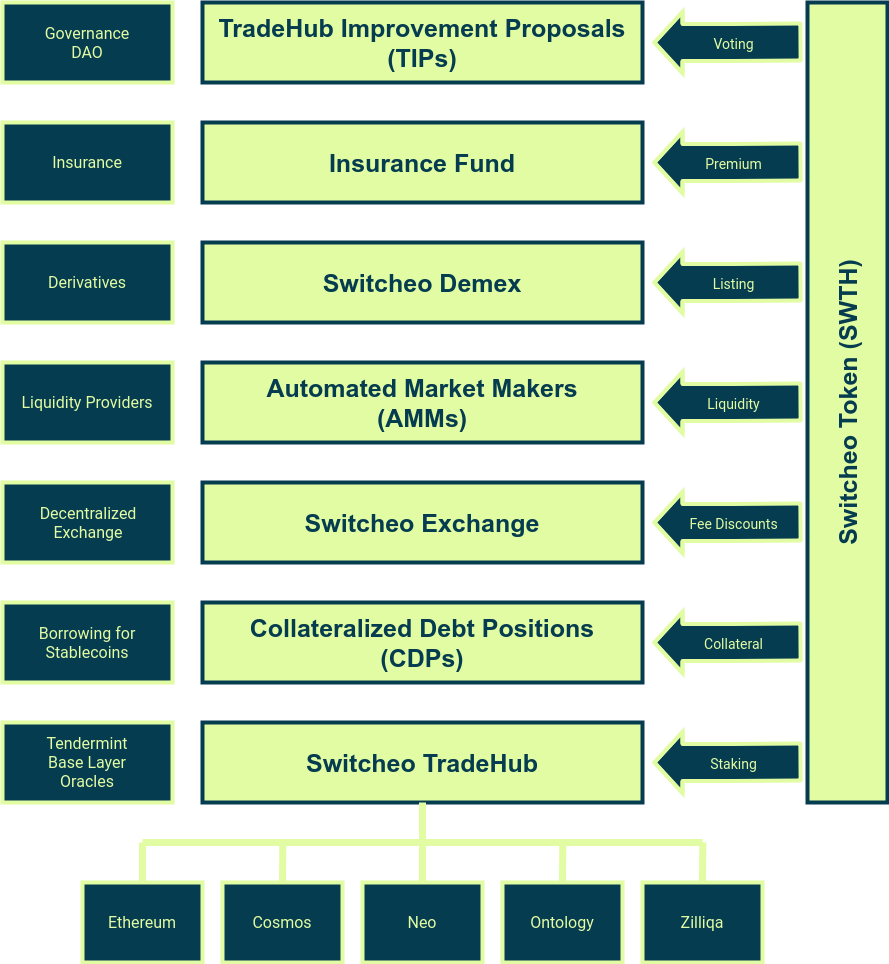 Governance
DAO
TradeHub Improvement Proposals
(TIPs)
Voting
Insurance
Insurance Fund
Premium
Derivatives
Switcheo Demex
Listing
Liquidity Providers
Automated Market Makers
(AMMs)
Liquidity
Decentralized
Exchange
Switcheo Exchange
Fee Discounts
Borrowing for
Stablecoins
Collateralized Debt Positions
(CDPs)
Collateral
Tendermint
Base Layer
Oracles
Switcheo TradeHub
Staking
Switcheo Token (SWTH)
Ethereum
Cosmos
Neo
Ontology
Zilliqa